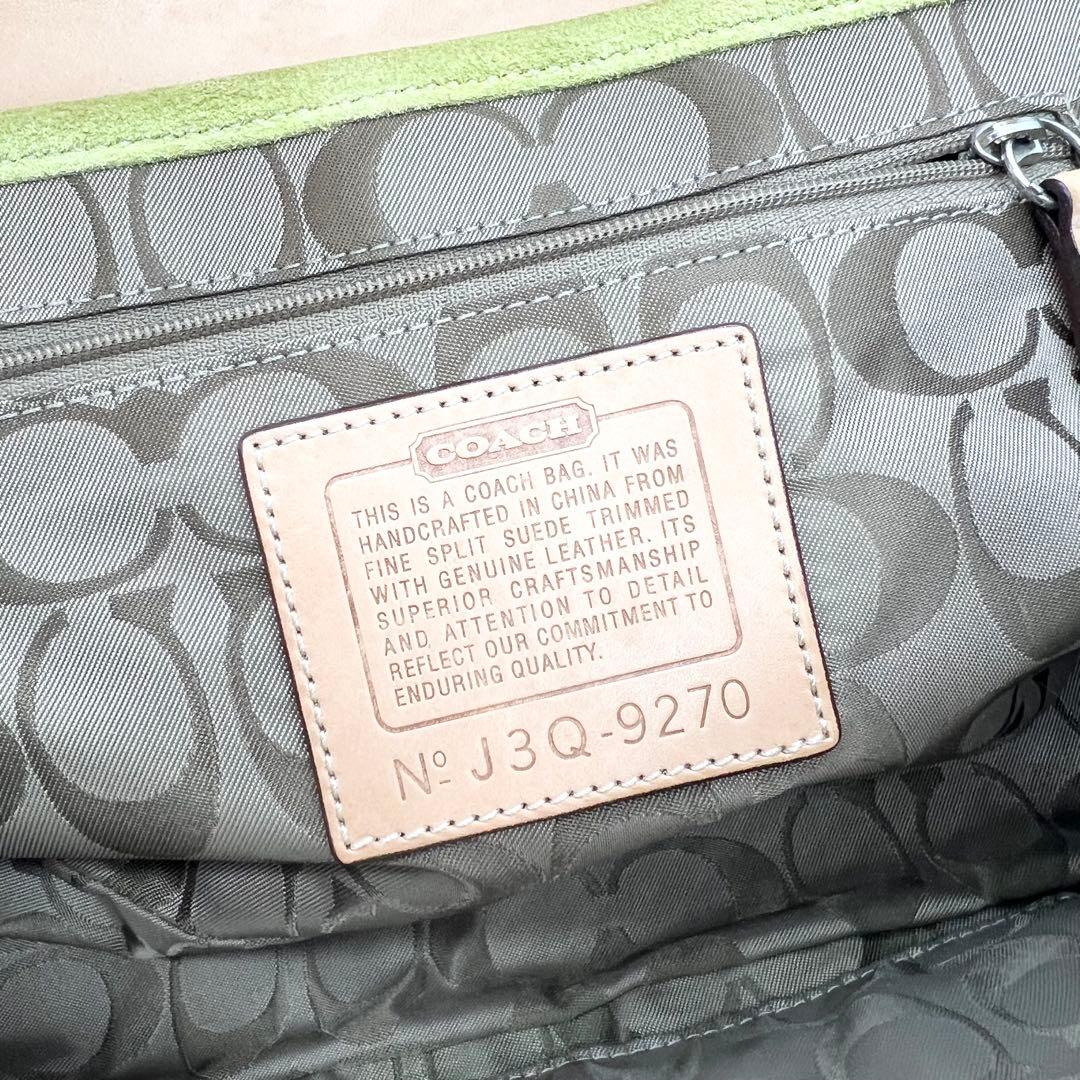 COACH
THIS IS A COACH BAG. IT WAS
HANDCRAFTED IN CHINA FROM
FINE SPLIT SUEDE TRIMMED
WITH GENUINE LEATHER. ITS
SUPERIOR CRAFTSMANSHIP
AND ATTENTION TO DETAIL
REFLECT OUR COMMITMENT TO
ENDURING QUALITY.
Nº J3Q-9270